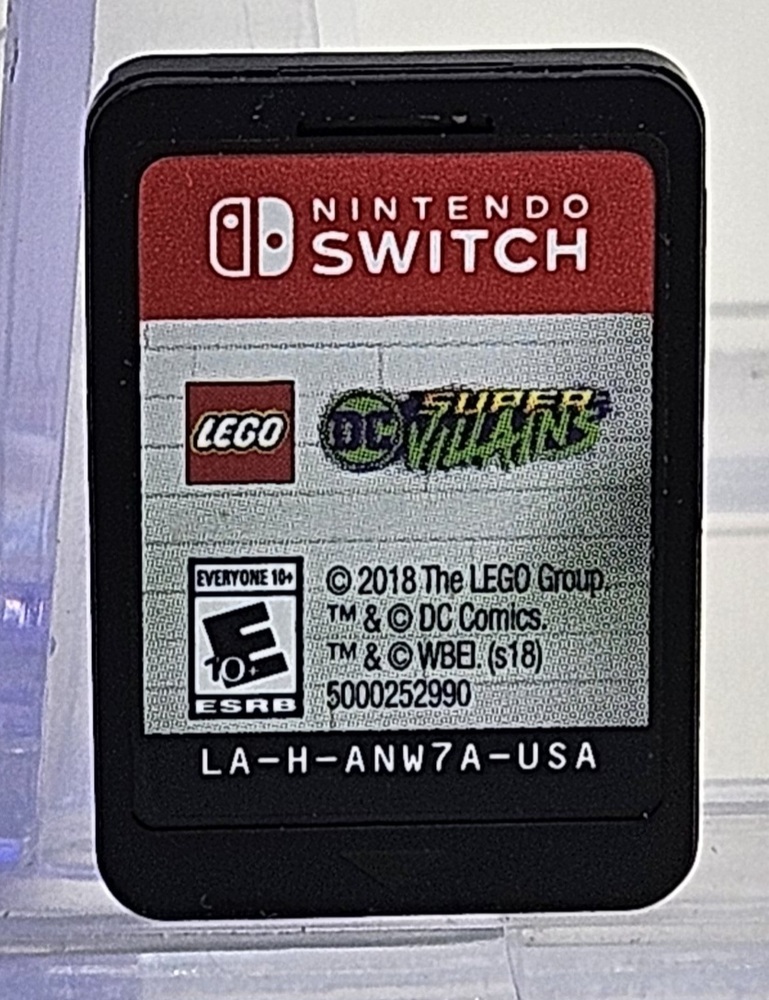 NINTENDO
SWITCH
LEGO
DC SUPER
VILLAINS
EVERYONE 10+
E
10+
ESRB
© 2018 The LEGO Group.
™ & © DC Comics.
™ & © WBEI. (s18)
5000252990
LA-H-ANW7A-USA